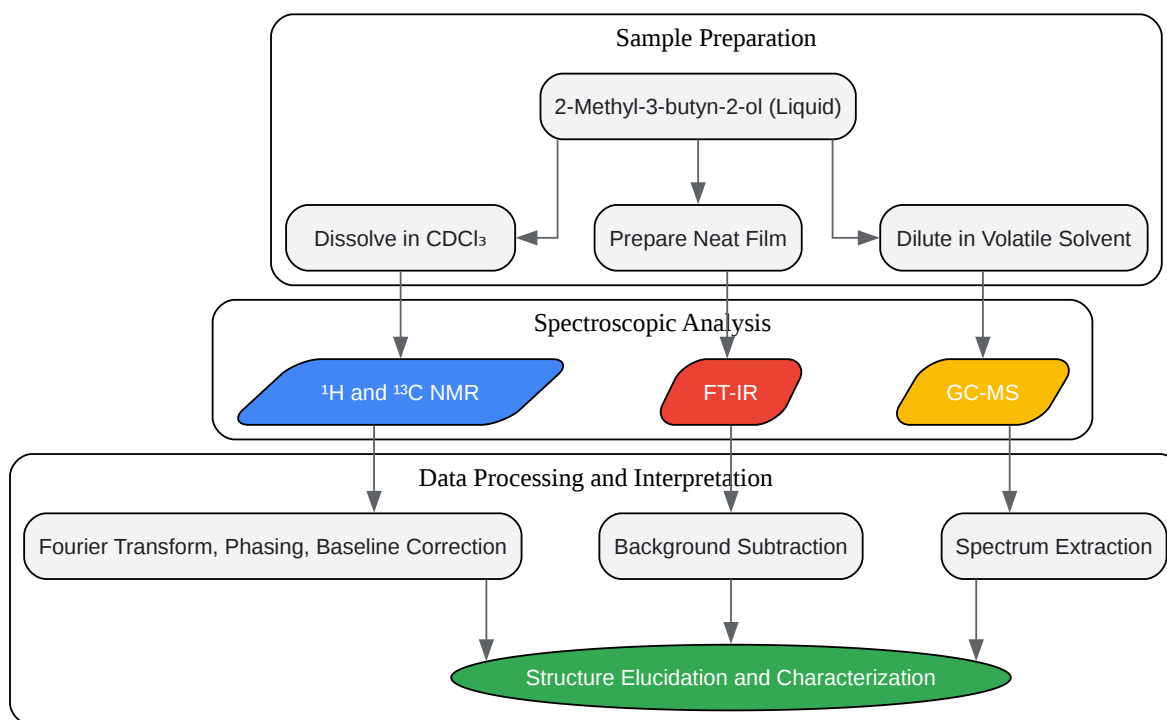 Sample Preparation
2-Methyl-3-butyn-2-ol (Liquid)
Dissolve in CDCl₃
Prepare Neat Film
Dilute in Volatile Solvent
Spectroscopic Analysis
¹H and ¹³C NMR
FT-IR
GC-MS
Data Processing and Interpretation
Fourier Transform, Phasing, Baseline Correction
Background Subtraction
Spectrum Extraction
Structure Elucidation and Characterization